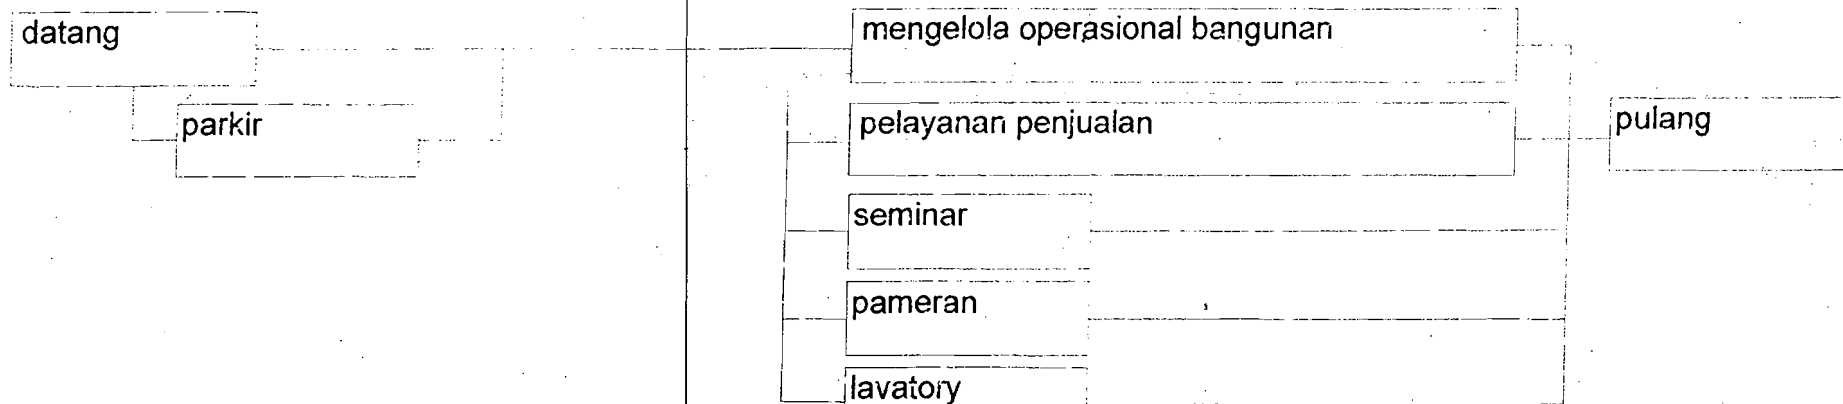 datang
parkir
mengelola operasional bangunan
pelayanan penjualan
seminar
pameran
lavatory
pulang